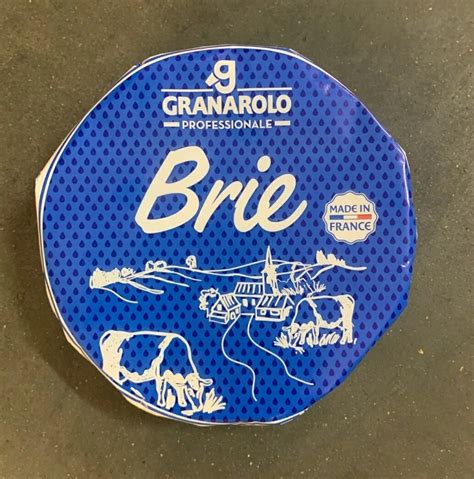 g
GRANAROLO
PROFESSIONALE
Brie
MADE IN
FRANCE